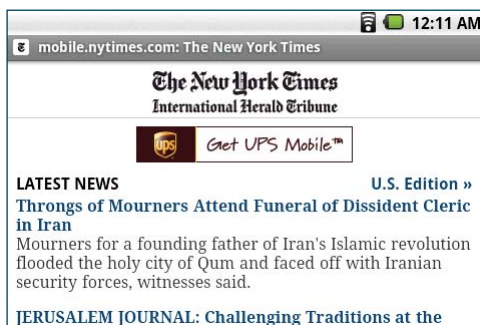 12:11 AM
mobile.nytimes.com: The New York Times
The New York Times
International Herald Tribune
ups Get UPS Mobile™
LATEST NEWS U.S. Edition »
Throngs of Mourners Attend Funeral of Dissident Cleric
in Iran
Mourners for a founding father of Iran's Islamic revolution
flooded the holy city of Qum and faced off with Iranian
security forces, witnesses said.
JERUSALEM JOURNAL: Challenging Traditions at the